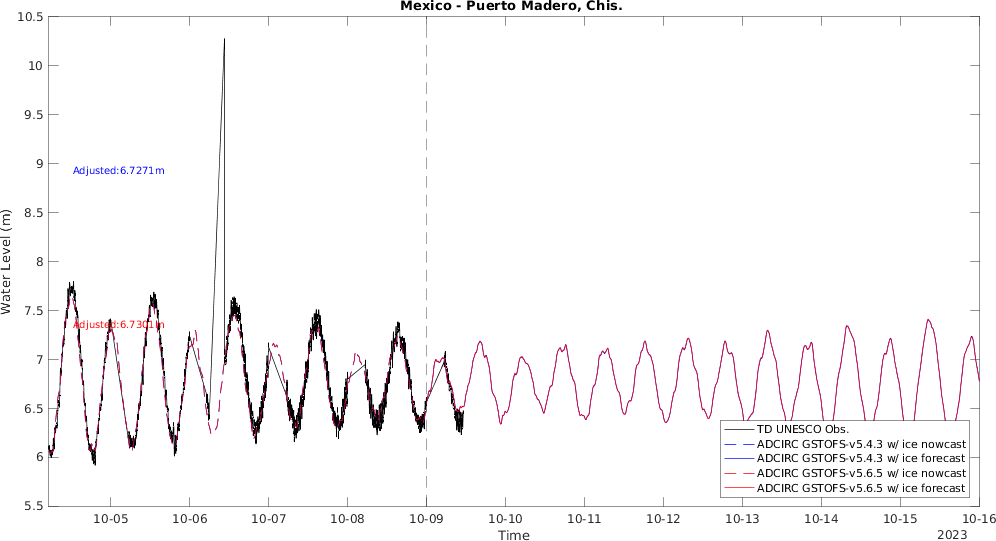 Mexico - Puerto Madero, Chis.
10.5
10
9.5
9
8.5
8
7.5
7
6.5
6
5.5
Water Level (m)
Adjusted:6.7271m
Adjusted:6.7301m
TD UNESCO Obs.
ADCIRC GSTOFS-v5.4.3 w/ ice nowcast
ADCIRC GSTOFS-v5.4.3 w/ ice forecast
ADCIRC GSTOFS-v5.6.5 w/ ice nowcast
ADCIRC GSTOFS-v5.6.5 w/ ice forecast
10-05 10-06 10-07 10-08 10-09 10-10 10-11 10-12 10-13 10-14 10-15 10-16
Time
2023